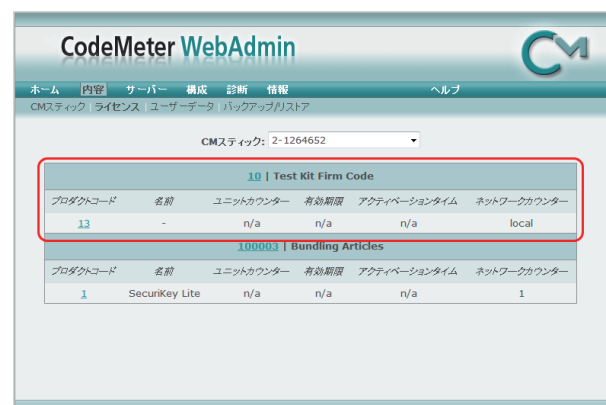 CodeMeter WebAdmin
CM
ホーム 内容 サーバー 構成 診断 情報 ヘルプ
CMスティック | ライセンス | ユーザーデータ | バックアップ/リストア
CMスティック: 2-1264652
10 | Test Kit Firm Code
プロダクトコード 名前 ユニットカウンター 有効期限 アクティベーションタイム ネットワークカウンター
13 - n/a n/a n/a local
100003 | Bundling Articles
プロダクトコード 名前 ユニットカウンター 有効期限 アクティベーションタイム ネットワークカウンター
1 SecuriKey Lite n/a n/a n/a 1